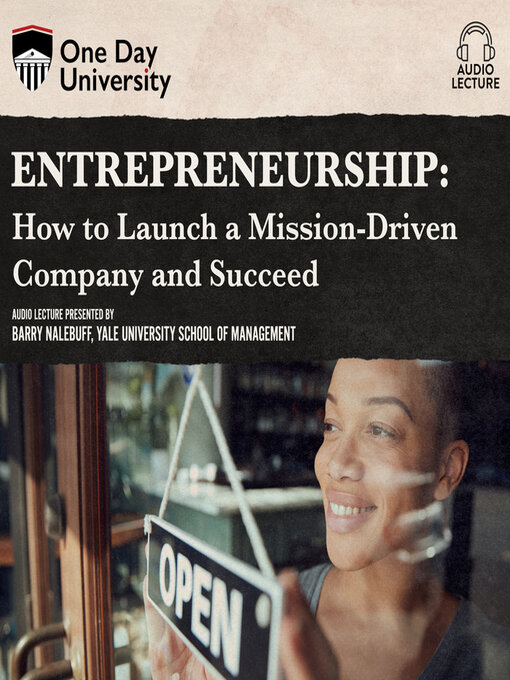 One Day
University
AUDIO
LECTURE
ENTREPRENEURSHIP:
How to Launch a Mission-Driven
Company and Succeed
AUDIO LECTURE PRESENTED BY
BARRY NALEBUFF, YALE UNIVERSITY SCHOOL OF MANAGEMENT
OPEN